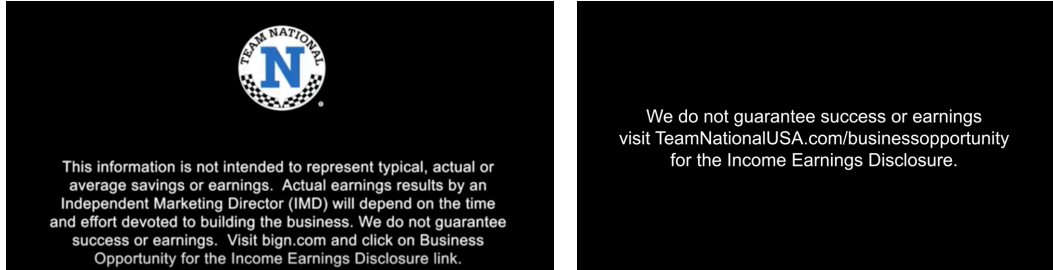 TEAM NATIONAL
N
®
This information is not intended to represent typical, actual or
average savings or earnings.  Actual earnings results by an
Independent Marketing Director (IMD) will depend on the time
and effort devoted to building the business. We do not guarantee
success or earnings.  Visit bign.com and click on Business
Opportunity for the Income Earnings Disclosure link.
We do not guarantee success or earnings
visit TeamNationalUSA.com/businessopportunity
for the Income Earnings Disclosure.